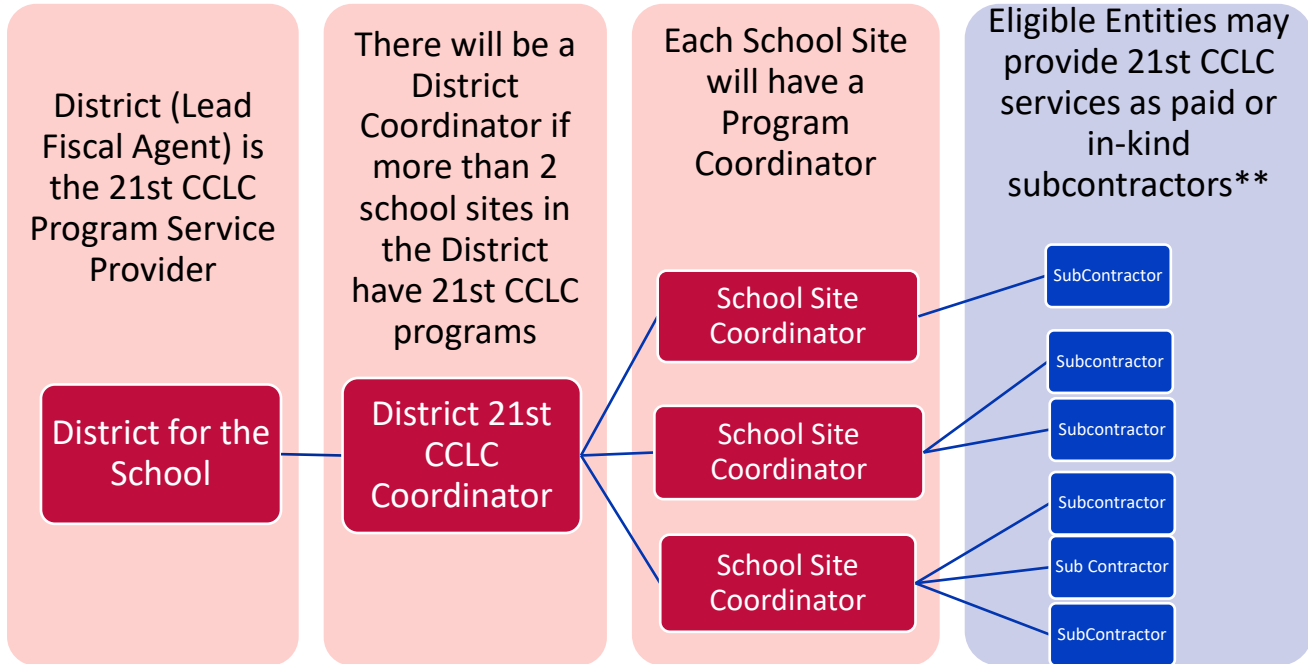 District (Lead
Fiscal Agent) is
the 21st CCLC
Program Service
Provider
District for the
School
There will be a
District
Coordinator if
more than 2
school sites in
the District
have 21st CCLC
programs
District 21st
CCLC
Coordinator
Each School Site
will have a
Program
Coordinator
School Site
Coordinator
School Site
Coordinator
School Site
Coordinator
Eligible Entities may
provide 21st CCLC
services as paid or
in-kind
subcontractors**
SubContractor
Subcontractor
Subcontractor
Subcontractor
Sub Contractor
SubContractor